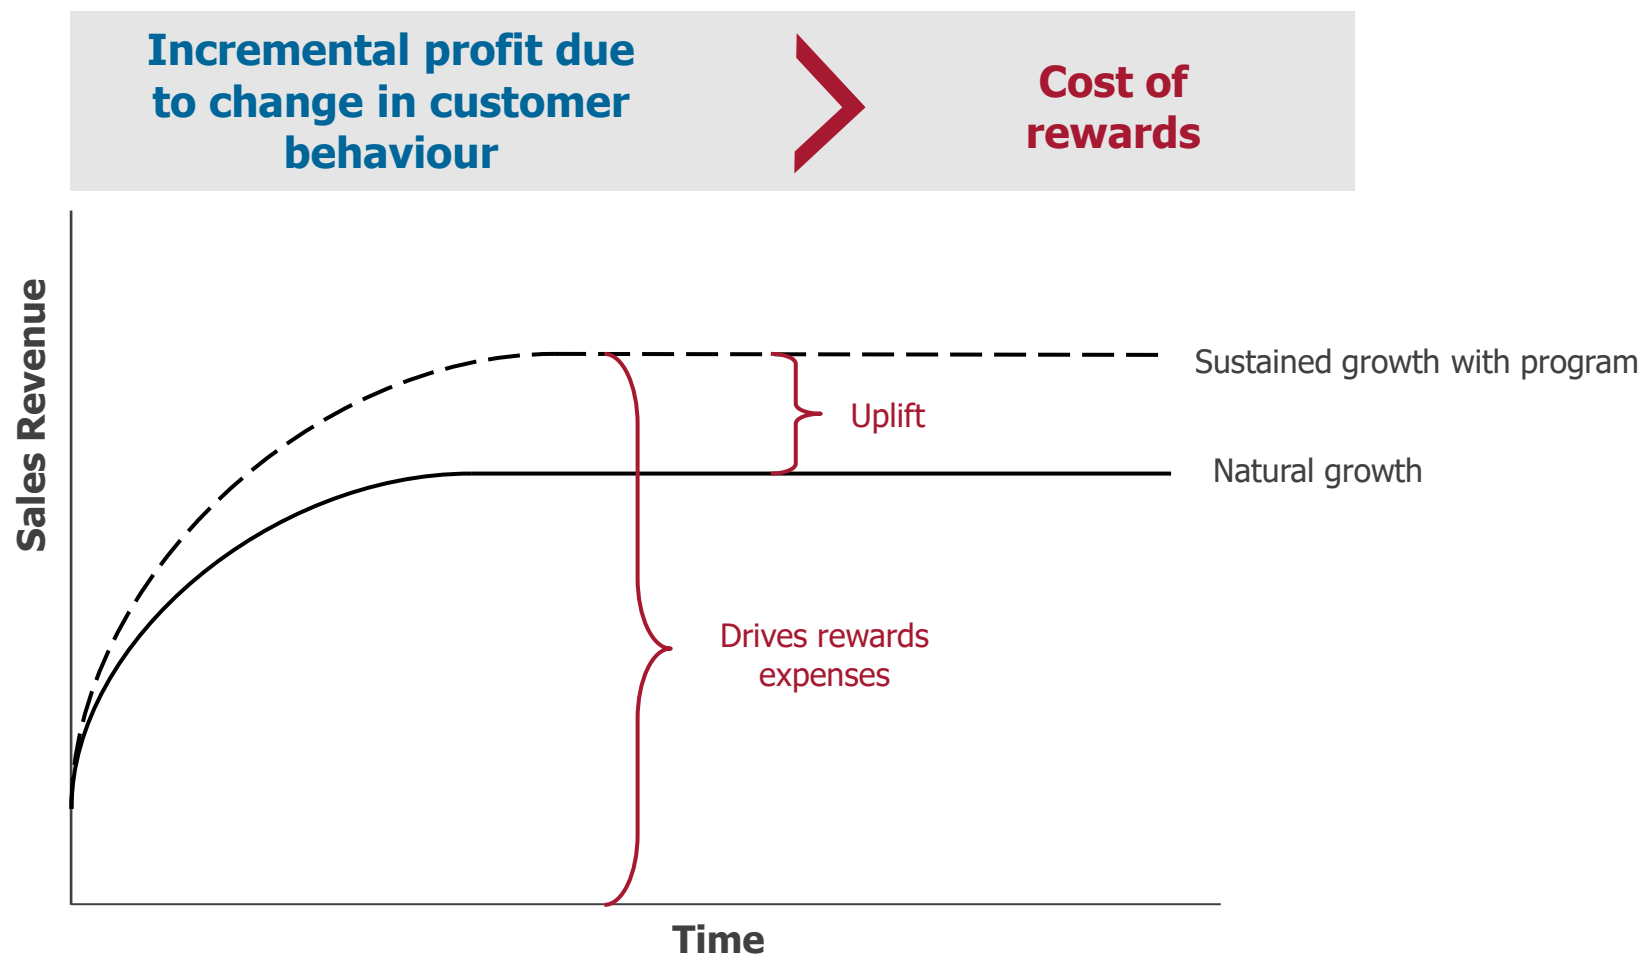 Incremental profit due
to change in customer
behaviour
Cost of
rewards
Sales Revenue
Sustained growth with program
Uplift
Natural growth
Drives rewards
expenses
Time